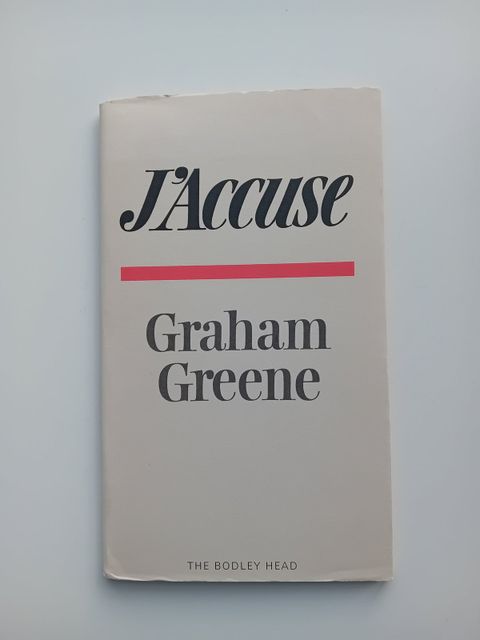 J'Accuse
Graham
Greene
THE BODLEY HEAD